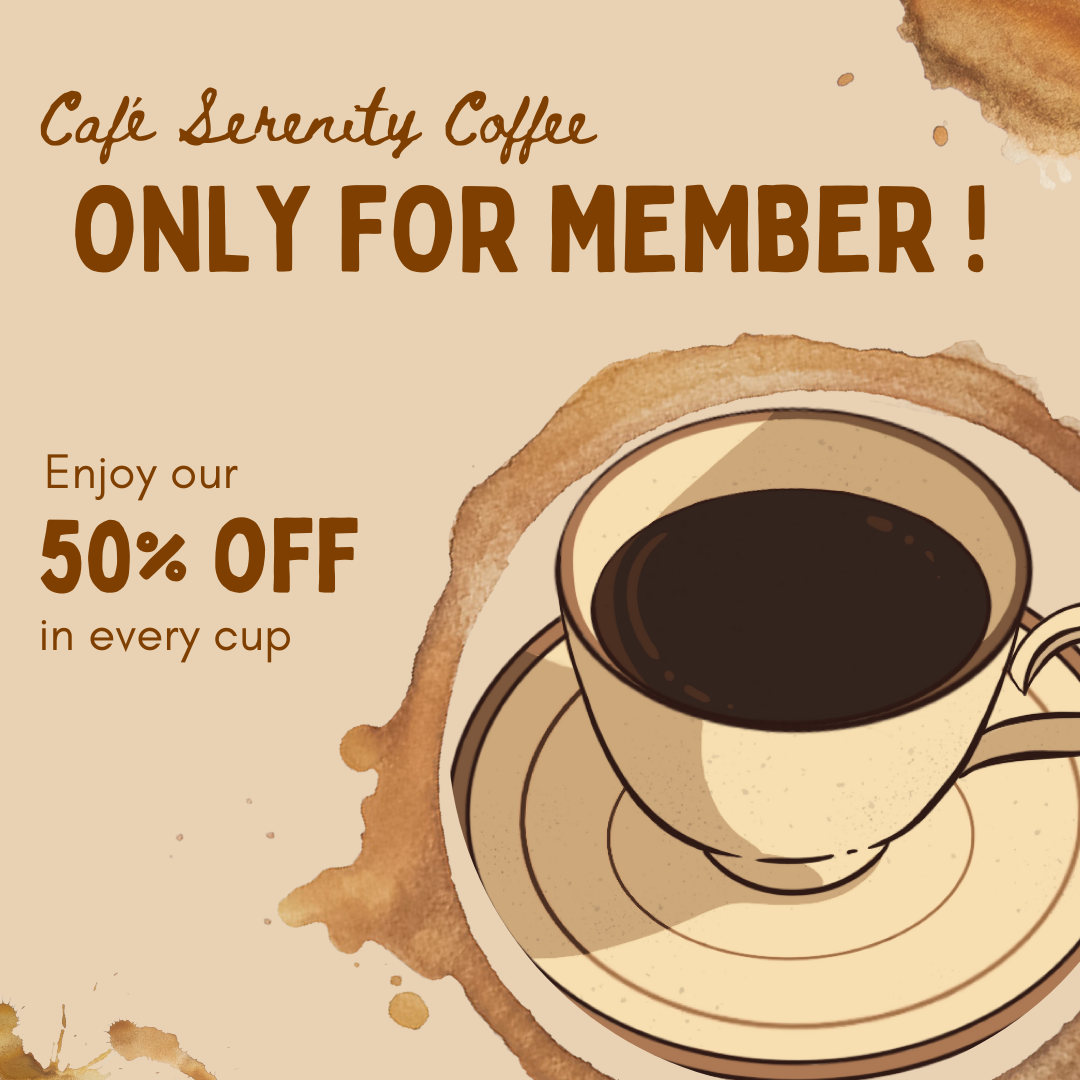 Café Serenity Coffee
ONLY FOR MEMBER !
Enjoy our
50% OFF
in every cup